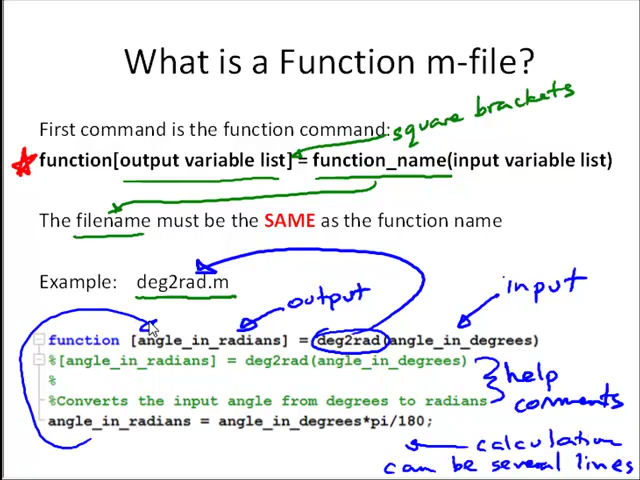 What is a Function m-file?
First command is the function command:
square brackets
function[output variable list] = function_name(input variable list)
The filename must be the SAME as the function name
Example: deg2rad.m
output
input
function [angle_in_radians] = deg2rad(angle_in_degrees)
%[angle_in_radians] = deg2rad(angle_in_degrees)
%
%Converts the input angle from degrees to radians
help
comments
angle_in_radians = angle_in_degrees*pi/180;
calculation
can be several lines